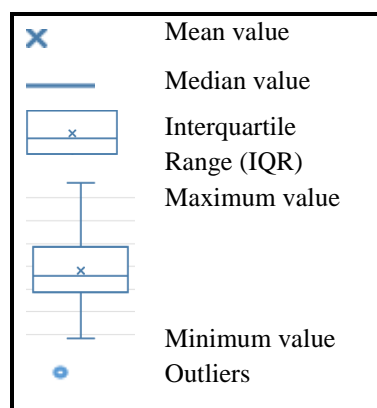 Mean value
Median value
Interquartile
Range (IQR)
Maximum value
Minimum value
Outliers